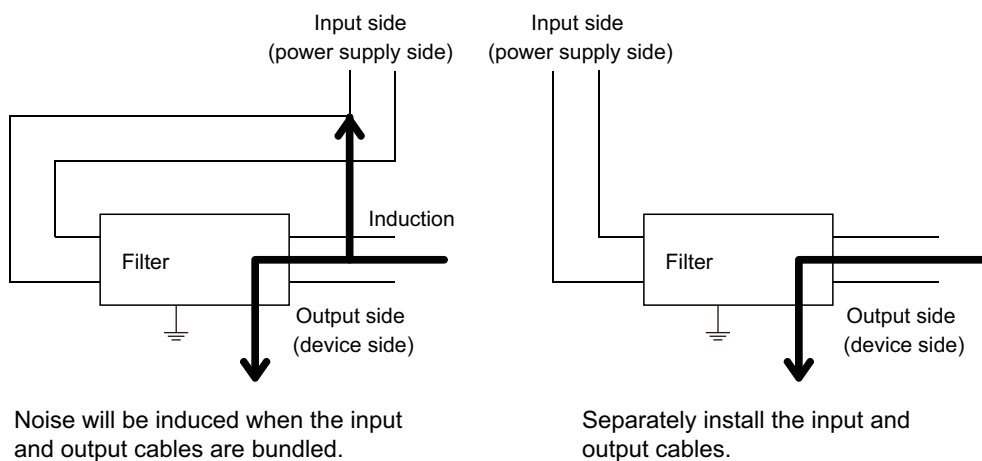 Input side
(power supply side)
Induction
Filter
Output side
(device side)
Noise will be induced when the input
and output cables are bundled.
Input side
(power supply side)
Filter
Output side
(device side)
Separately install the input and
output cables.